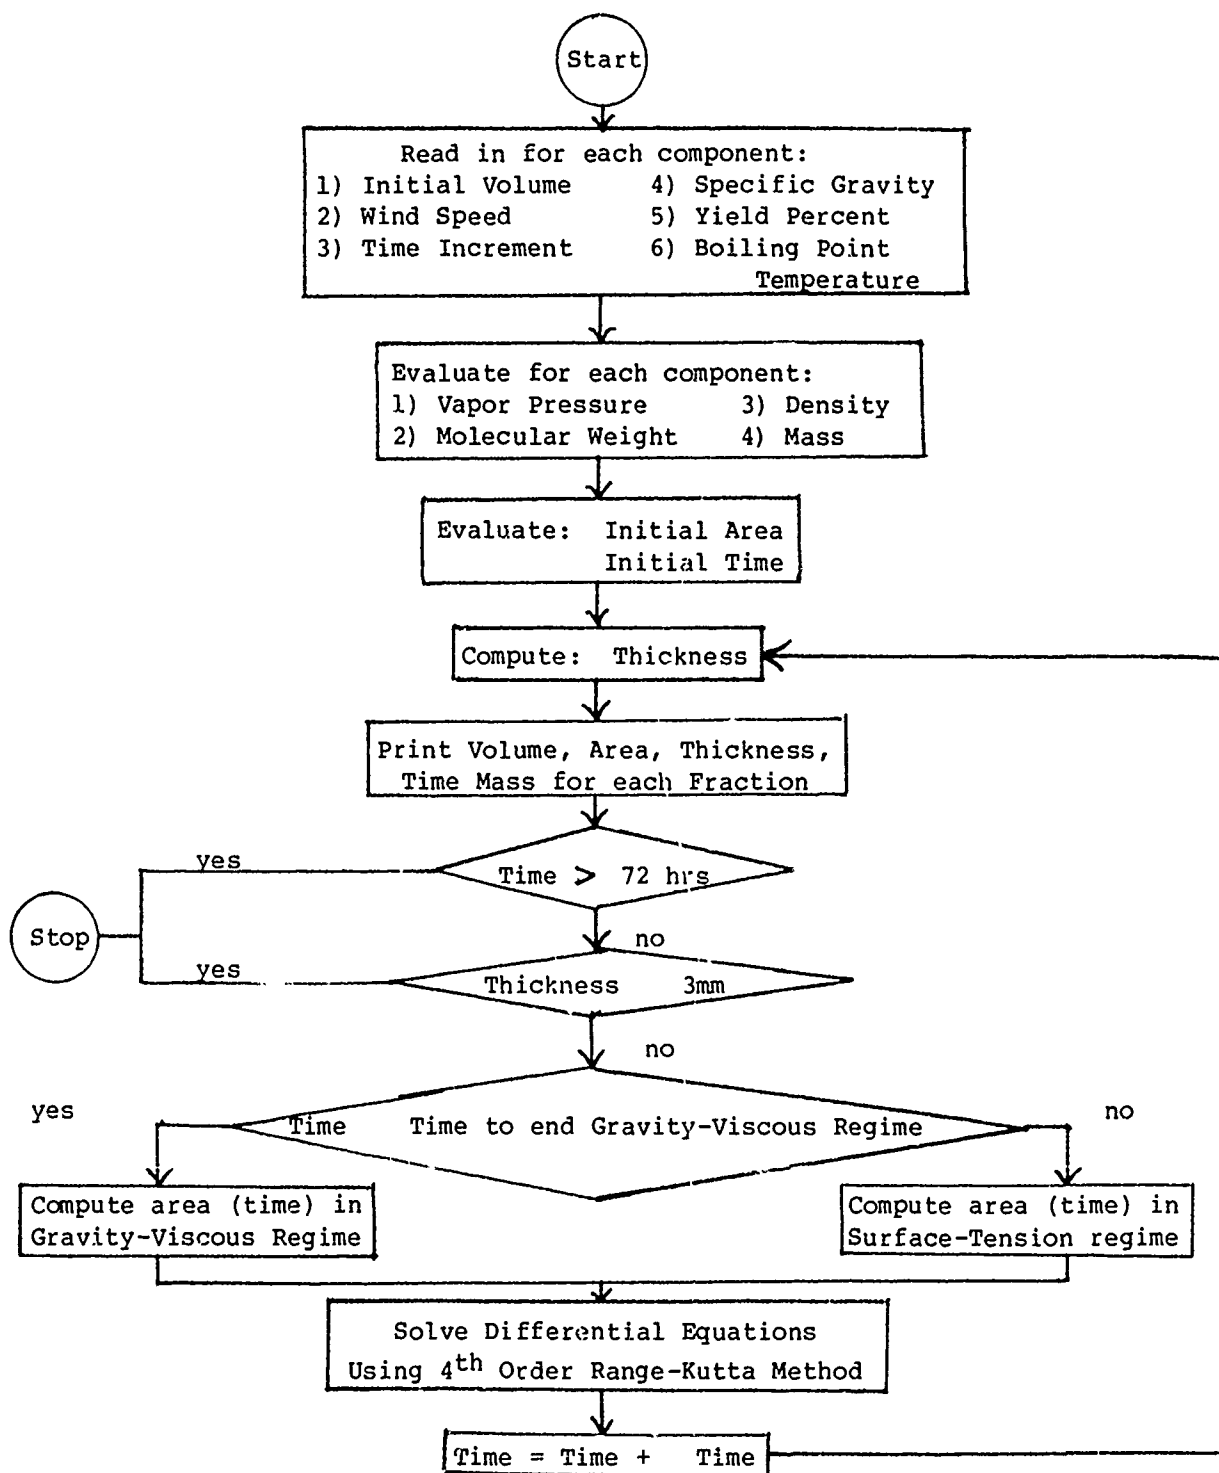 Start
Read in for each component:
1) Initial Volume 4) Specific Gravity
2) Wind Speed 5) Yield Percent
3) Time Increment 6) Boiling Point
Temperature
Evaluate for each component:
1) Vapor Pressure 3) Density
2) Molecular Weight 4) Mass
Evaluate: Initial Area
Initial Time
Compute: Thickness
Print Volume, Area, Thickness,
Time Mass for each Fraction
yes
Time > 72 hrs
Stop
no
yes
Thickness 3mm
no
yes
Time Time to end Gravity-Viscous Regime
no
Compute area (time) in
Gravity-Viscous Regime
Compute area (time) in
Surface-Tension regime
Solve Differential Equations
Using 4th Order Range-Kutta Method
Time = Time + Time